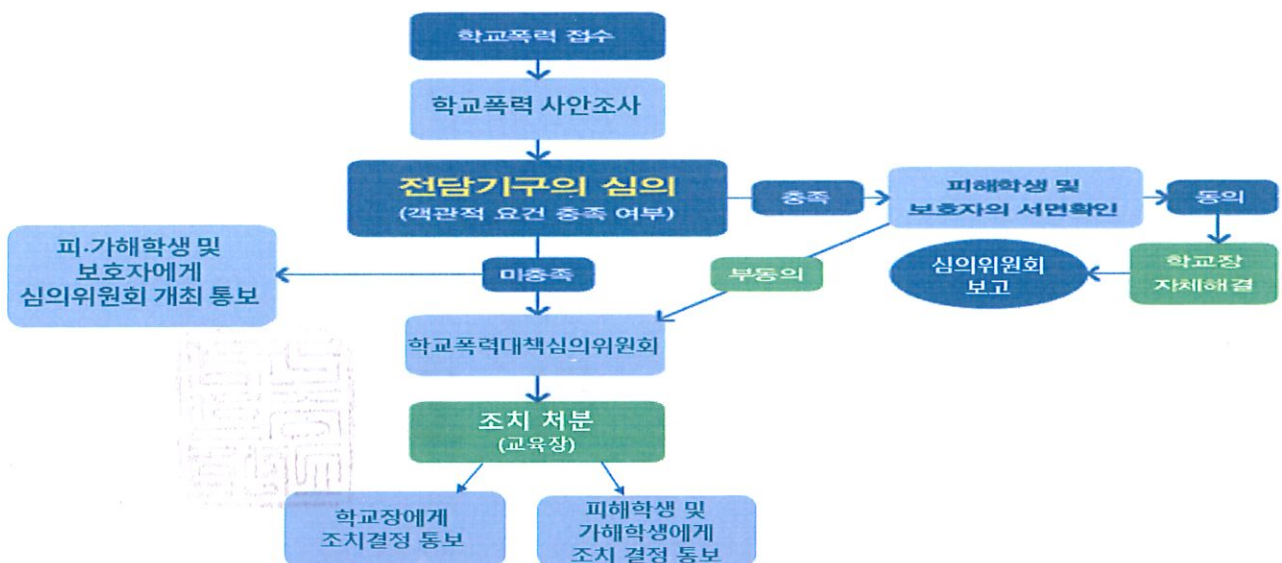 학교폭력 접수
학교폭력 사안조사
전담기구의 심의
(객관적 요건 충족 여부)
충족
피해학생 및
보호자의 서면확인
동의
피·가해학생 및
보호자에게
심의위원회 개최 통보
미충족
부동의
심의위원회
보고
학교장
자체해결
학교폭력대책심의위원회
조치 처분
(교육장)
학교장에게
조치결정 통보
피해학생 및
가해학생에게
조치 결정 통보